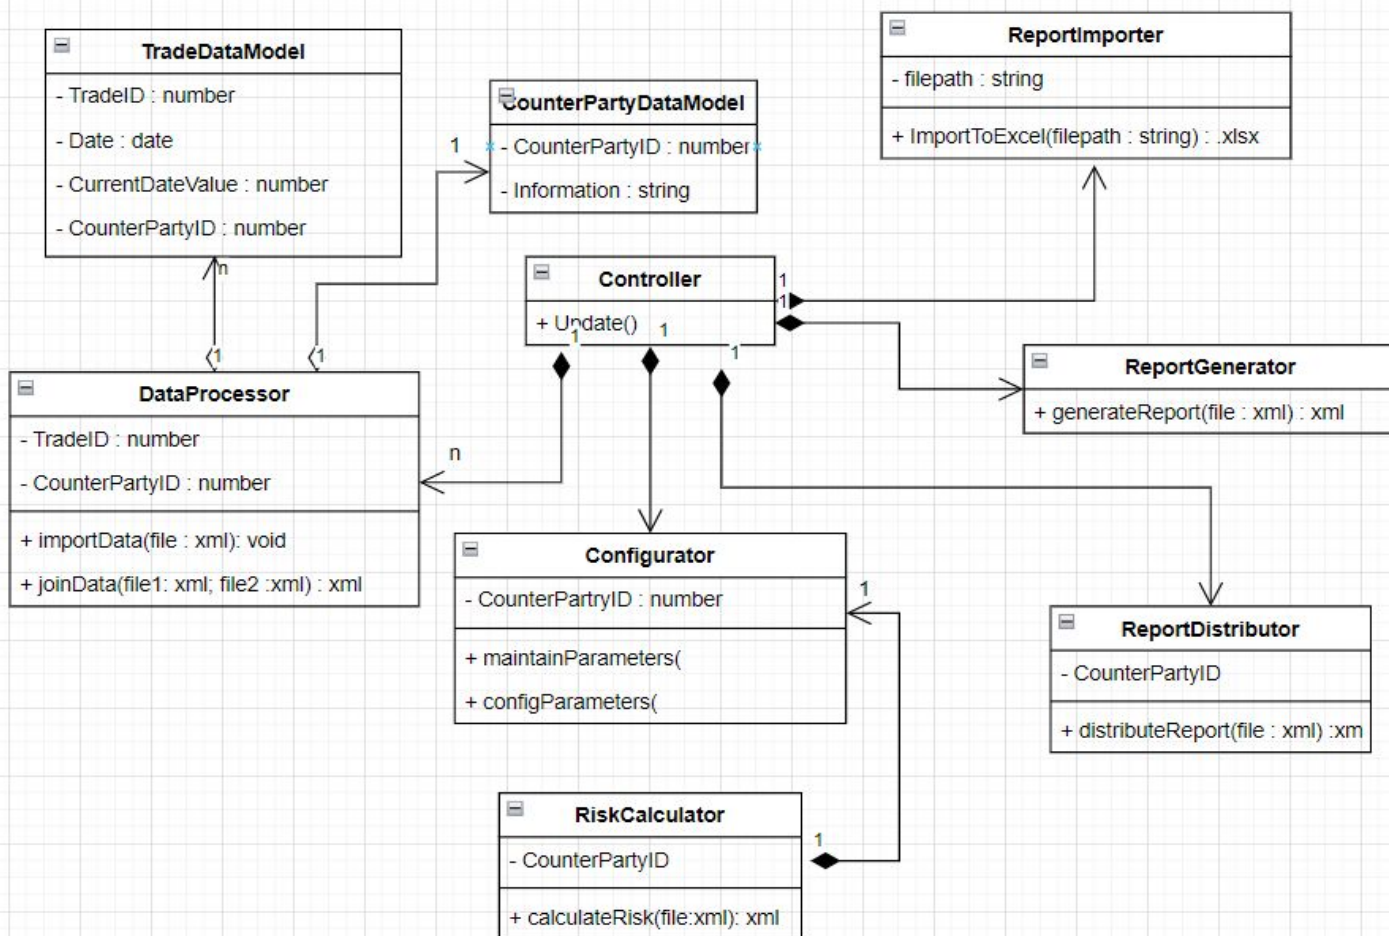 TradeDataModel
- TradeID : number
- Date : date
- CurrentDateValue : number
- CounterPartyID : number
n
1
1
1
CounterPartyDataModel
- CounterPartyID : number
- Information : string
ReportImporter
- filepath : string
+ ImportToExcel(filepath : string) : .xlsx
Controller
+ Update()
1
1
1
1
1
DataProcessor
- TradeID : number
- CounterPartyID : number
+ importData(file : xml): void
+ joinData(file1: xml; file2 :xml) : xml
n
ReportGenerator
+ generateReport(file : xml) : xml
Configurator
- CounterPartryID : number
+ maintainParameters(
+ configParameters(
1
ReportDistributor
- CounterPartyID
+ distributeReport(file : xml) :xm
RiskCalculator
- CounterPartyID
+ calculateRisk(file:xml): xml
1